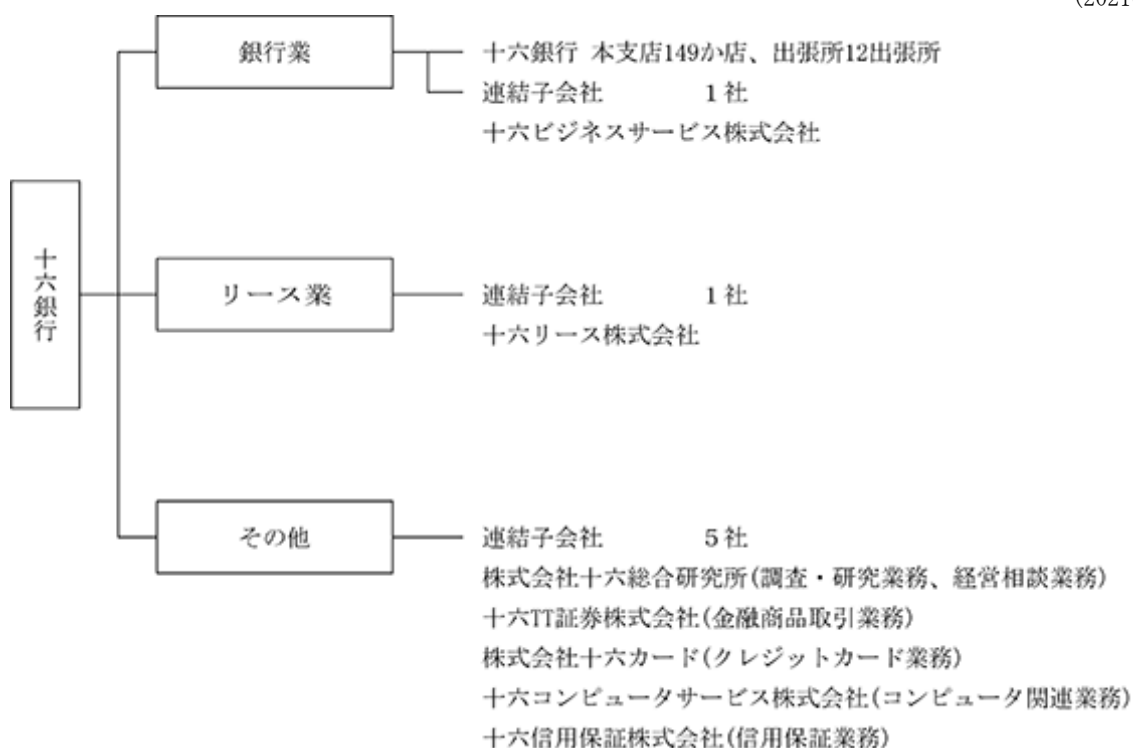 (2021
銀行業
十六銀行 本支店149か店、出張所12出張所
連結子会社 1社
十六ビジネスサービス株式会社
十六銀行
リース業
連結子会社 1社
十六リース株式会社
その他
連結子会社 5社
株式会社十六総合研究所(調査・研究業務、経営相談業務)
十六TT証券株式会社(金融商品取引業務)
株式会社十六カード(クレジットカード業務)
十六コンピュータサービス株式会社(コンピュータ関連業務)
十六信用保証株式会社(信用保証業務)